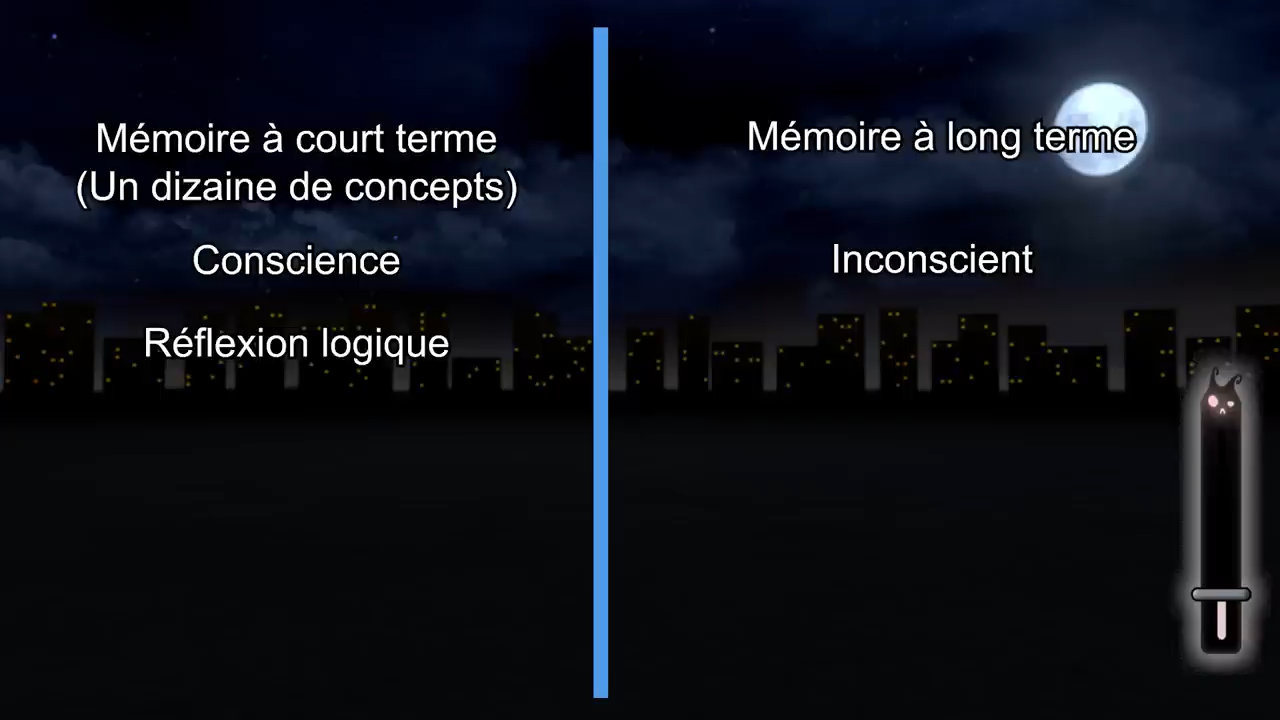 Mémoire à court terme
(Un dizaine de concepts)
Conscience
Réflexion logique
Mémoire à long terme
Inconscient